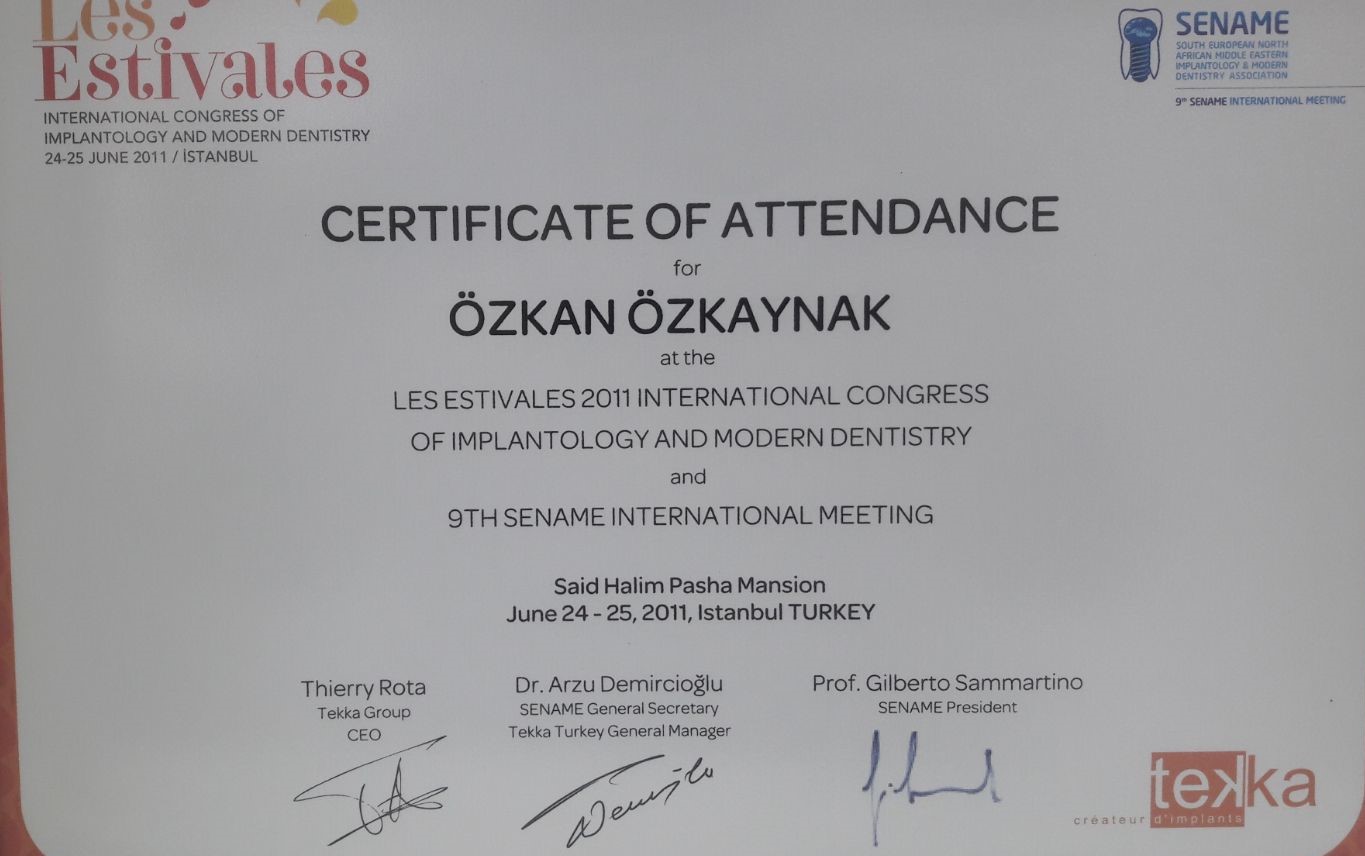 Les
Estivales
INTERNATIONAL CONGRESS OF
IMPLANTOLOGY AND MODERN DENTISTRY
24-25 JUNE 2011 / İSTANBUL
SENAME
SOUTH EUROPEAN NORTH
AFRICAN MIDDLE EASTERN
IMPLANTOLOGY & MODERN
DENTISTRY ASSOCIATION
9th SENAME INTERNATIONAL MEETING
CERTIFICATE OF ATTENDANCE
for
ÖZKAN ÖZKAYNAK
at the
LES ESTIVALES 2011 INTERNATIONAL CONGRESS
OF IMPLANTOLOGY AND MODERN DENTISTRY
and
9TH SENAME INTERNATIONAL MEETING
Said Halim Pasha Mansion
June 24 - 25, 2011, Istanbul TURKEY
Thierry Rota
Tekka Group
CEO
Dr. Arzu Demircioğlu
SENAME General Secretary
Tekka Turkey General Manager
Prof. Gilberto Sammartino
SENAME President
tekka
créateur d'implants